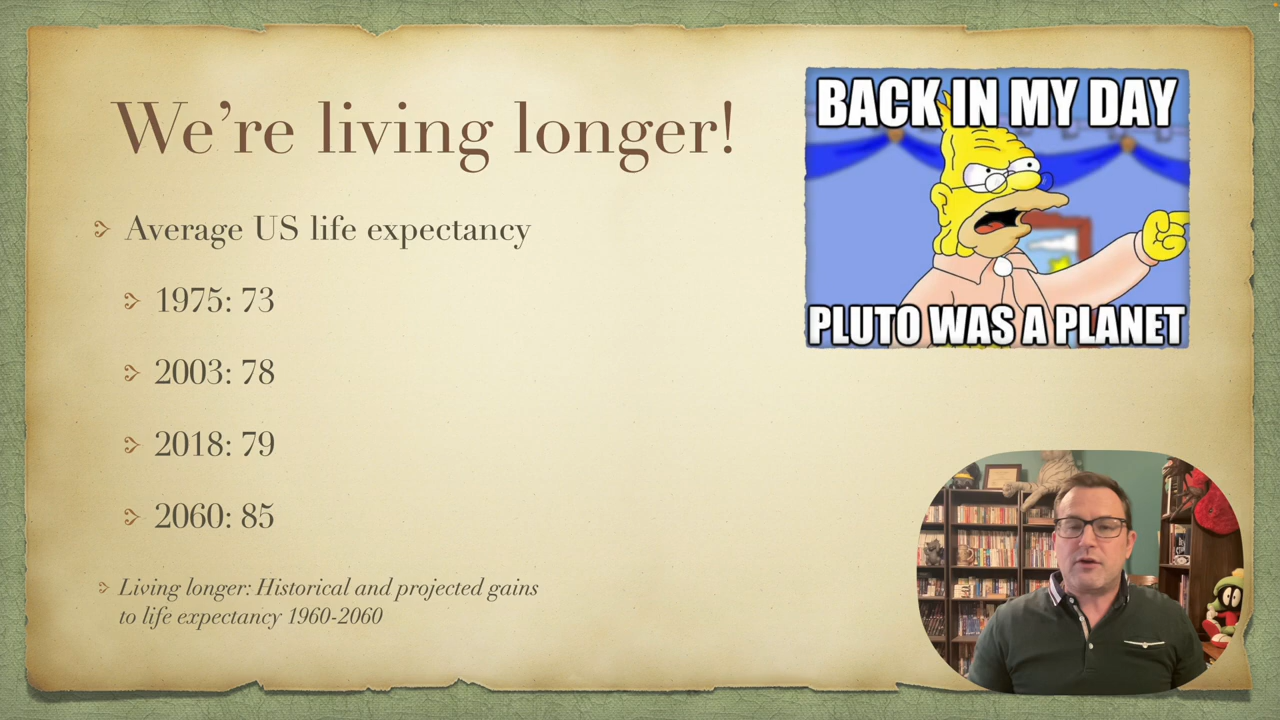 We’re living longer!
Average US life expectancy
1975: 73
2003: 78
2018: 79
2060: 85
Living longer: Historical and projected gains
to life expectancy 1960-2060
BACK IN MY DAY
PLUTO WAS A PLANET